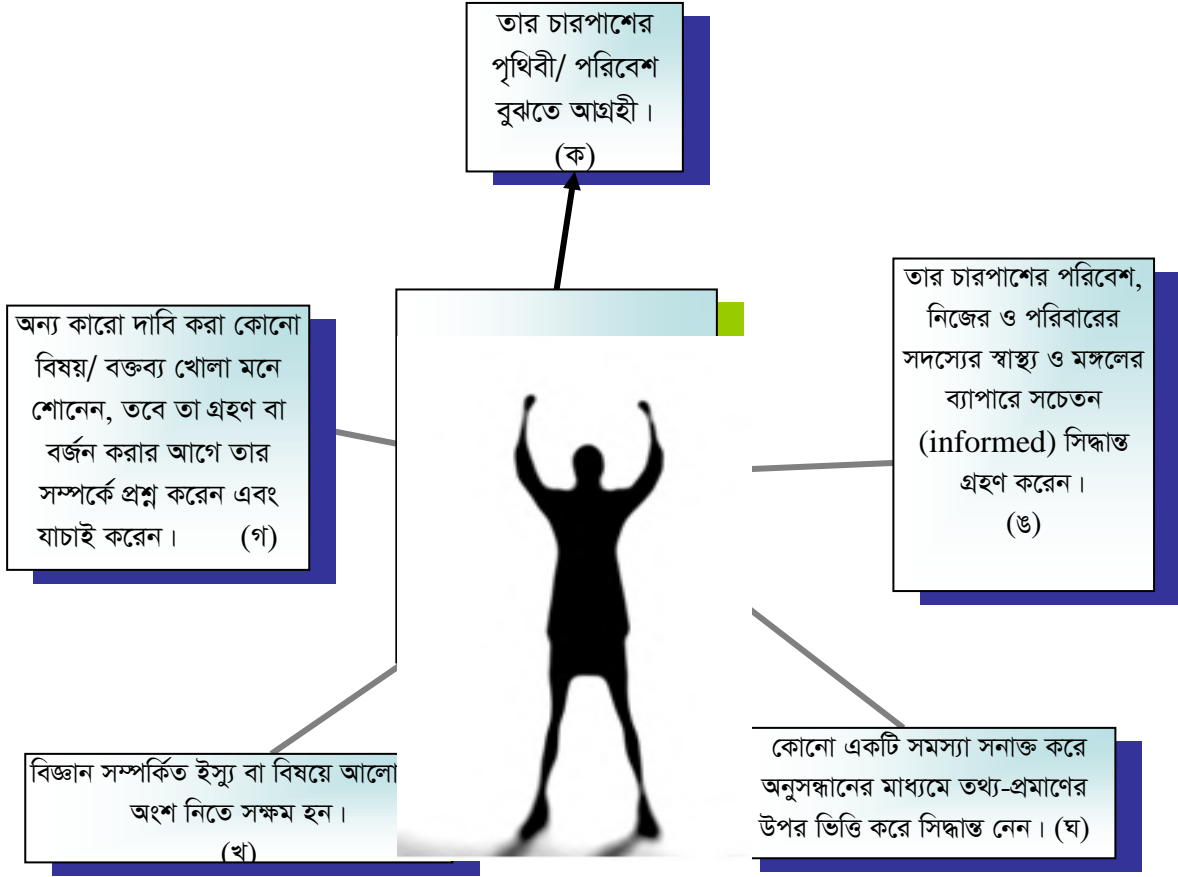 তার চারপাশের
পৃথিবী/ পরিবেশ
বুঝতে আগ্রহী।
(ক)
তার চারপাশের পরিবেশ,
নিজের ও পরিবারের
সদস্যের স্বাস্থ্য ও মঙ্গলের
ব্যাপারে সচেতন
(informed) সিদ্ধান্ত
গ্রহণ করেন।
(ঙ)
অন্য কারো দাবি করা কোনো
বিষয়/ বক্তব্য খোলা মনে
শোনেন, তবে তা গ্রহণ বা
বর্জন করার আগে তার
সম্পর্কে প্রশ্ন করেন এবং
যাচাই করেন। (গ)
বিজ্ঞান সম্পর্কিত ইস্যু বা বিষয়ে আলো
অংশ নিতে সক্ষম হন।
(খ)
কোনো একটি সমস্যা সনাক্ত করে
অনুসন্ধানের মাধ্যমে তথ্য-প্রমাণের
উপর ভিত্তি করে সিদ্ধান্ত নেন। (ঘ)